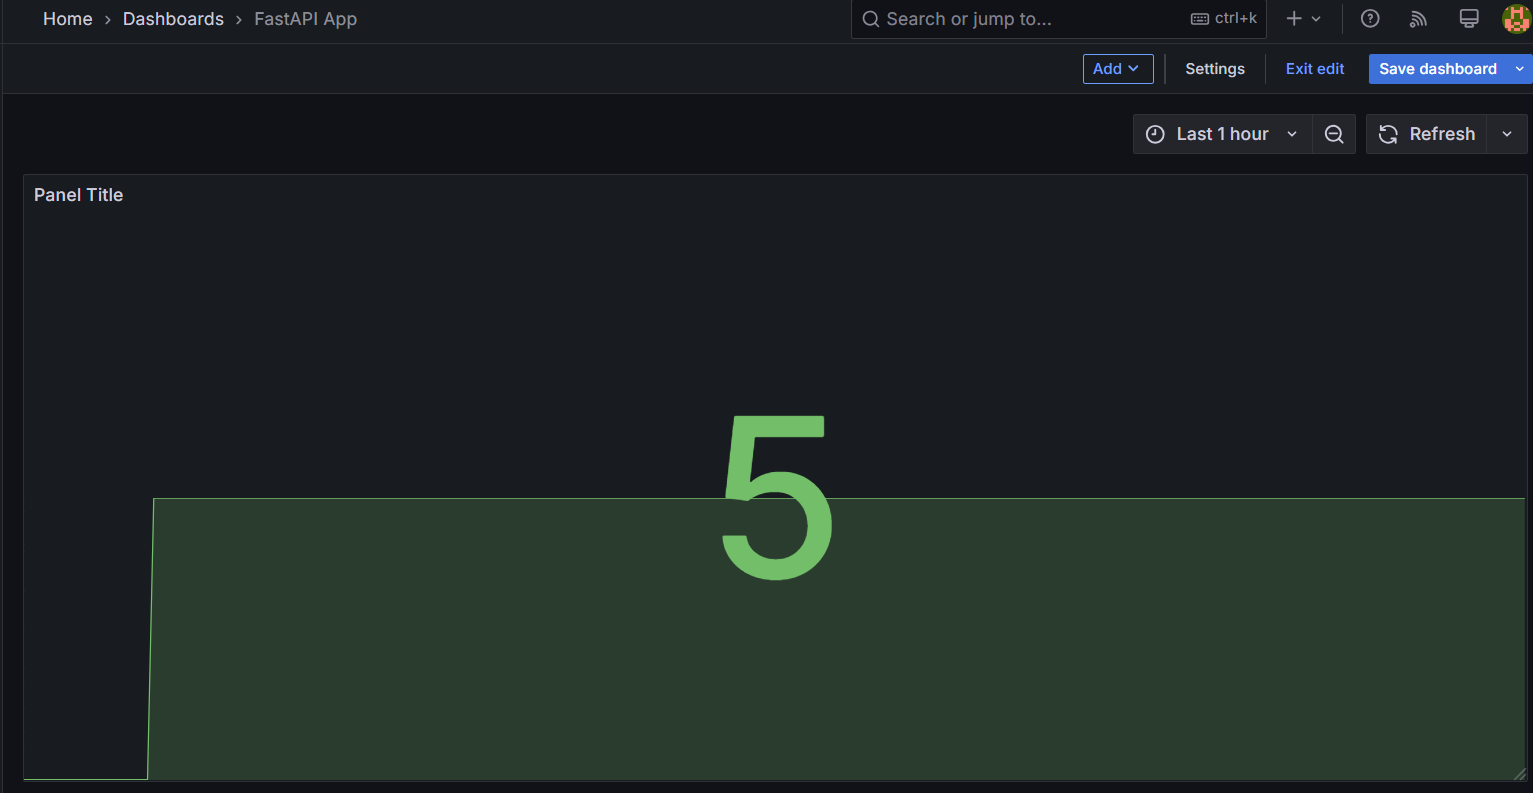 Home › Dashboards › FastAPI App
Search or jump to... ctrl+k
Add Settings Exit edit Save dashboard
Last 1 hour Refresh
Panel Title
5